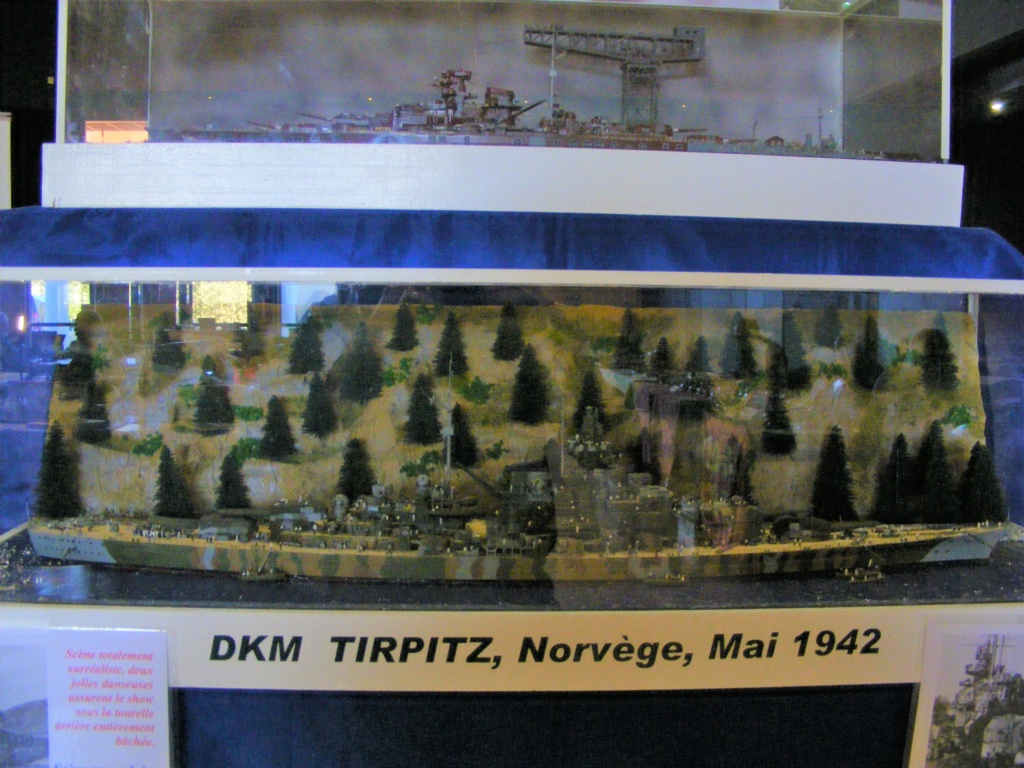 DKM TIRPITZ, Norvège, Mai 1942
Scène totalement
surréaliste, deux
jolies danseuses
assurent le show
sous la tourelle
arrière entièrement
bâchée.